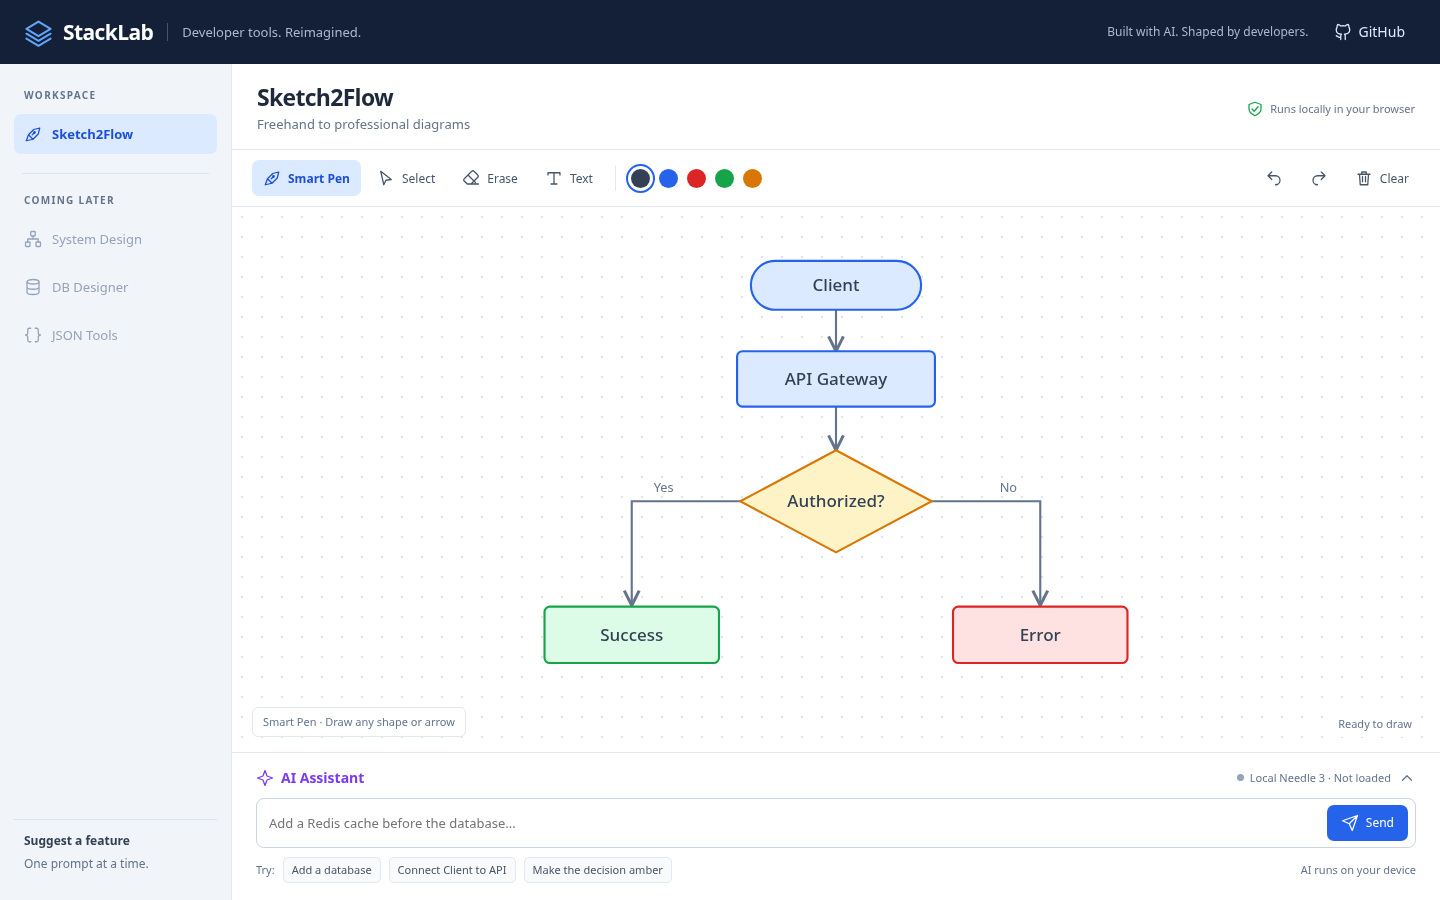 StackLab
Developer tools. Reimagined.
Built with AI. Shaped by developers.
GitHub
WORKSPACE
Sketch2Flow
COMING LATER
System Design
DB Designer
JSON Tools
Suggest a feature
One prompt at a time.
Sketch2Flow
Freehand to professional diagrams
Runs locally in your browser
Smart Pen
Select
Erase
Text
Clear
Client
API Gateway
Authorized?
Yes
No
Success
Error
Smart Pen · Draw any shape or arrow
Ready to draw
AI Assistant
Local Needle 3 · Not loaded
Add a Redis cache before the database...
Send
Try:
Add a database
Connect Client to API
Make the decision amber
AI runs on your device